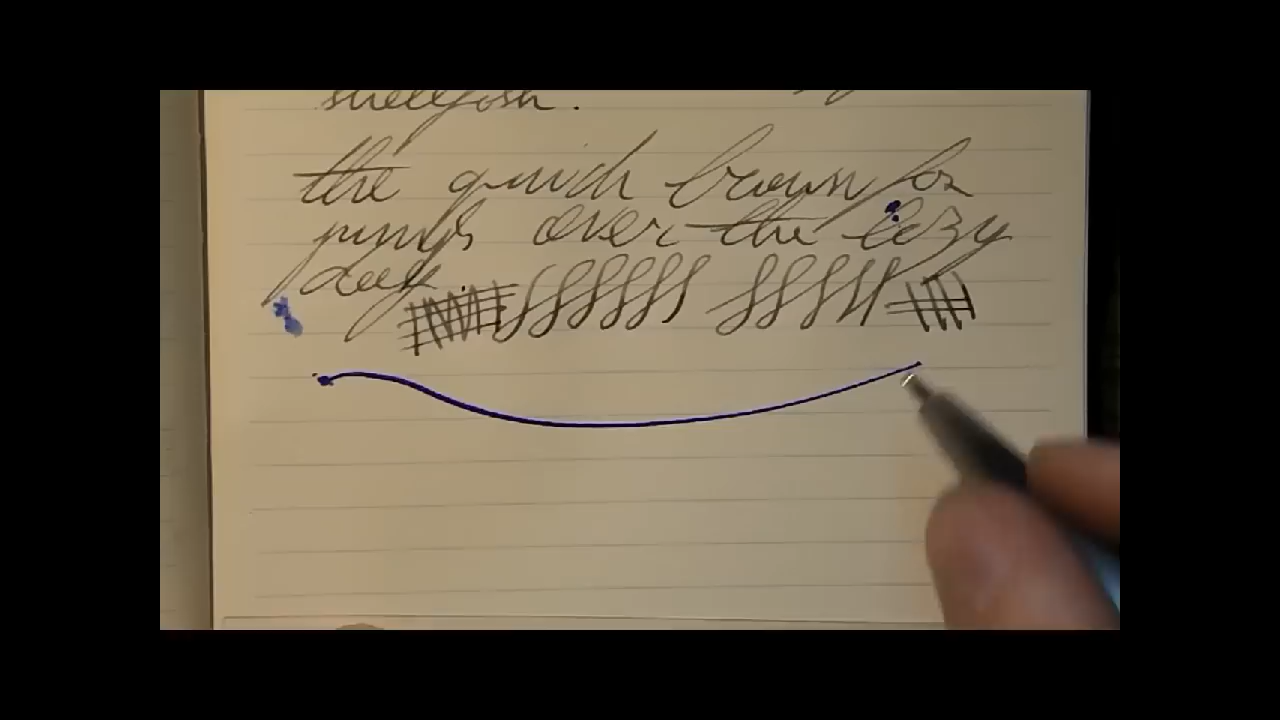 the quick brown fox
jumps over the lazy
dog.